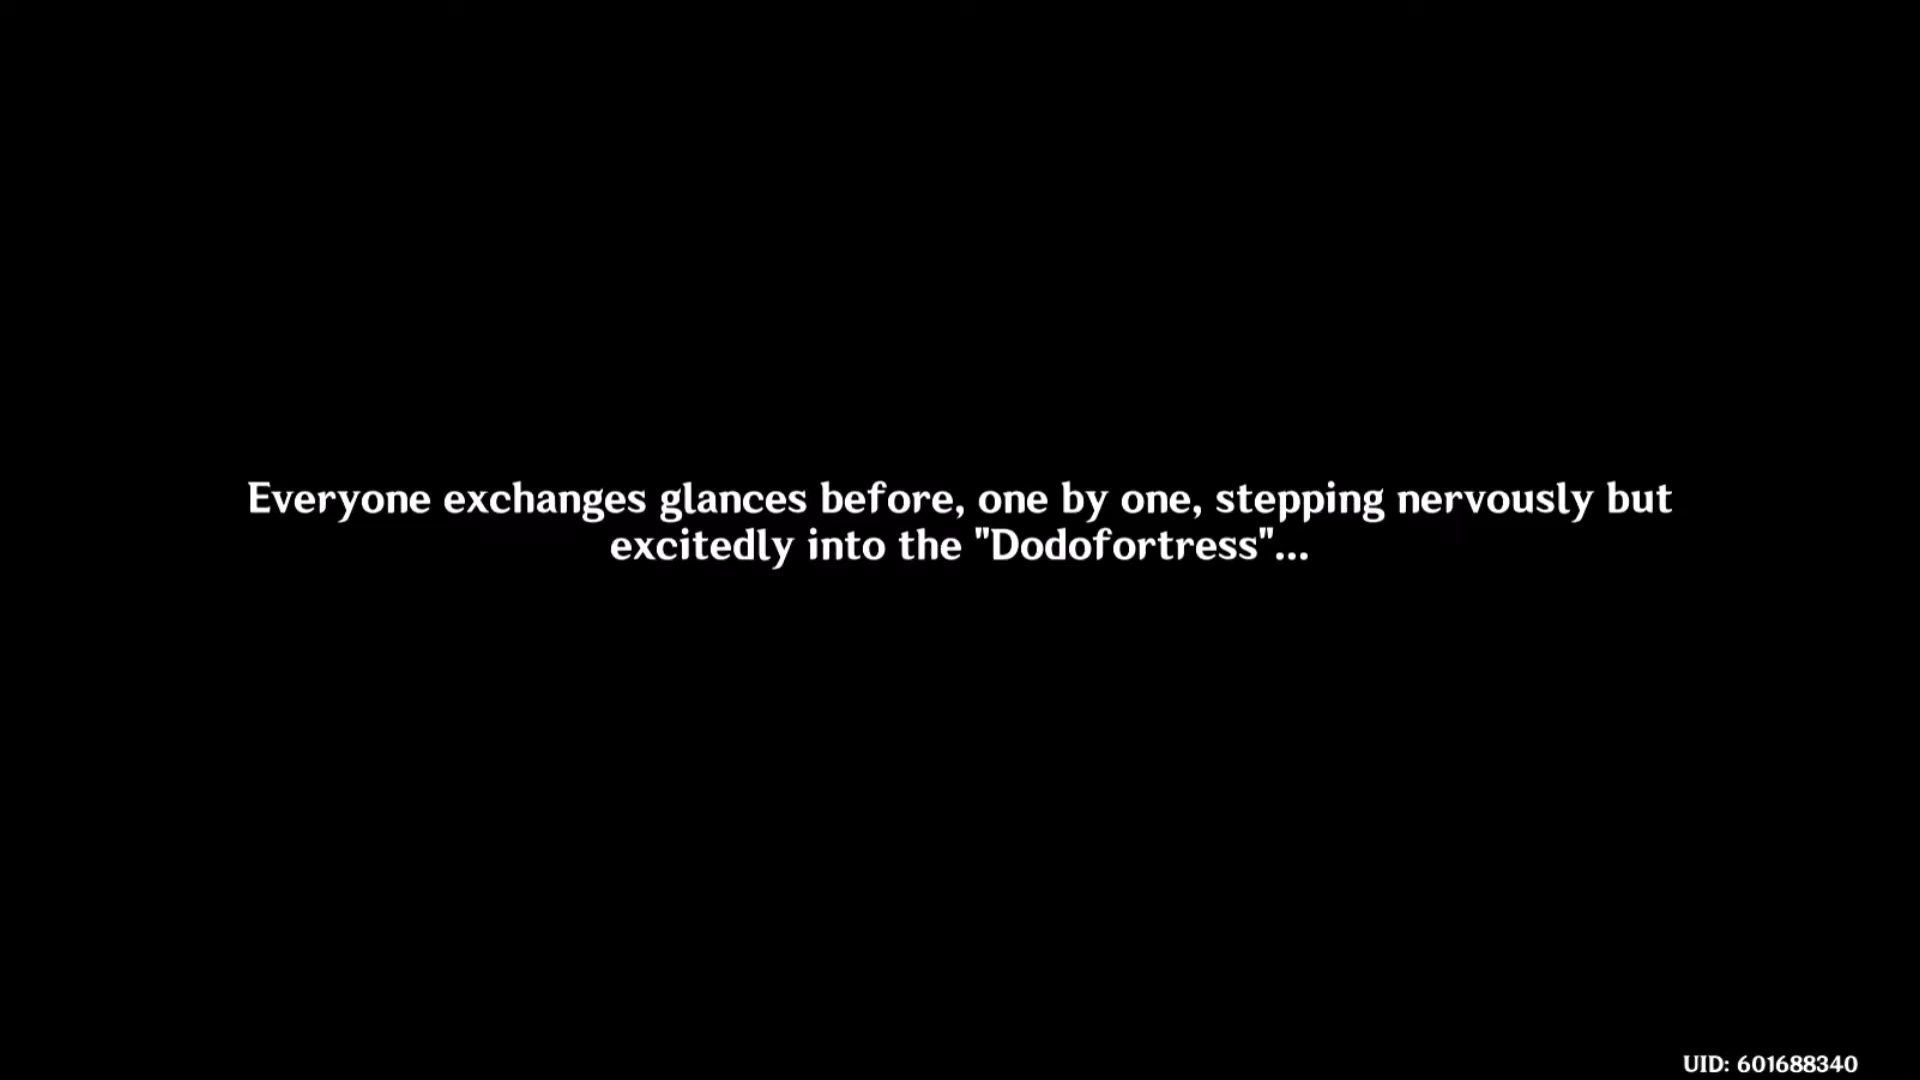 Everyone exchanges glances before, one by one, stepping nervously but
excitedly into the "Dodofortress"...
UID: 601688340